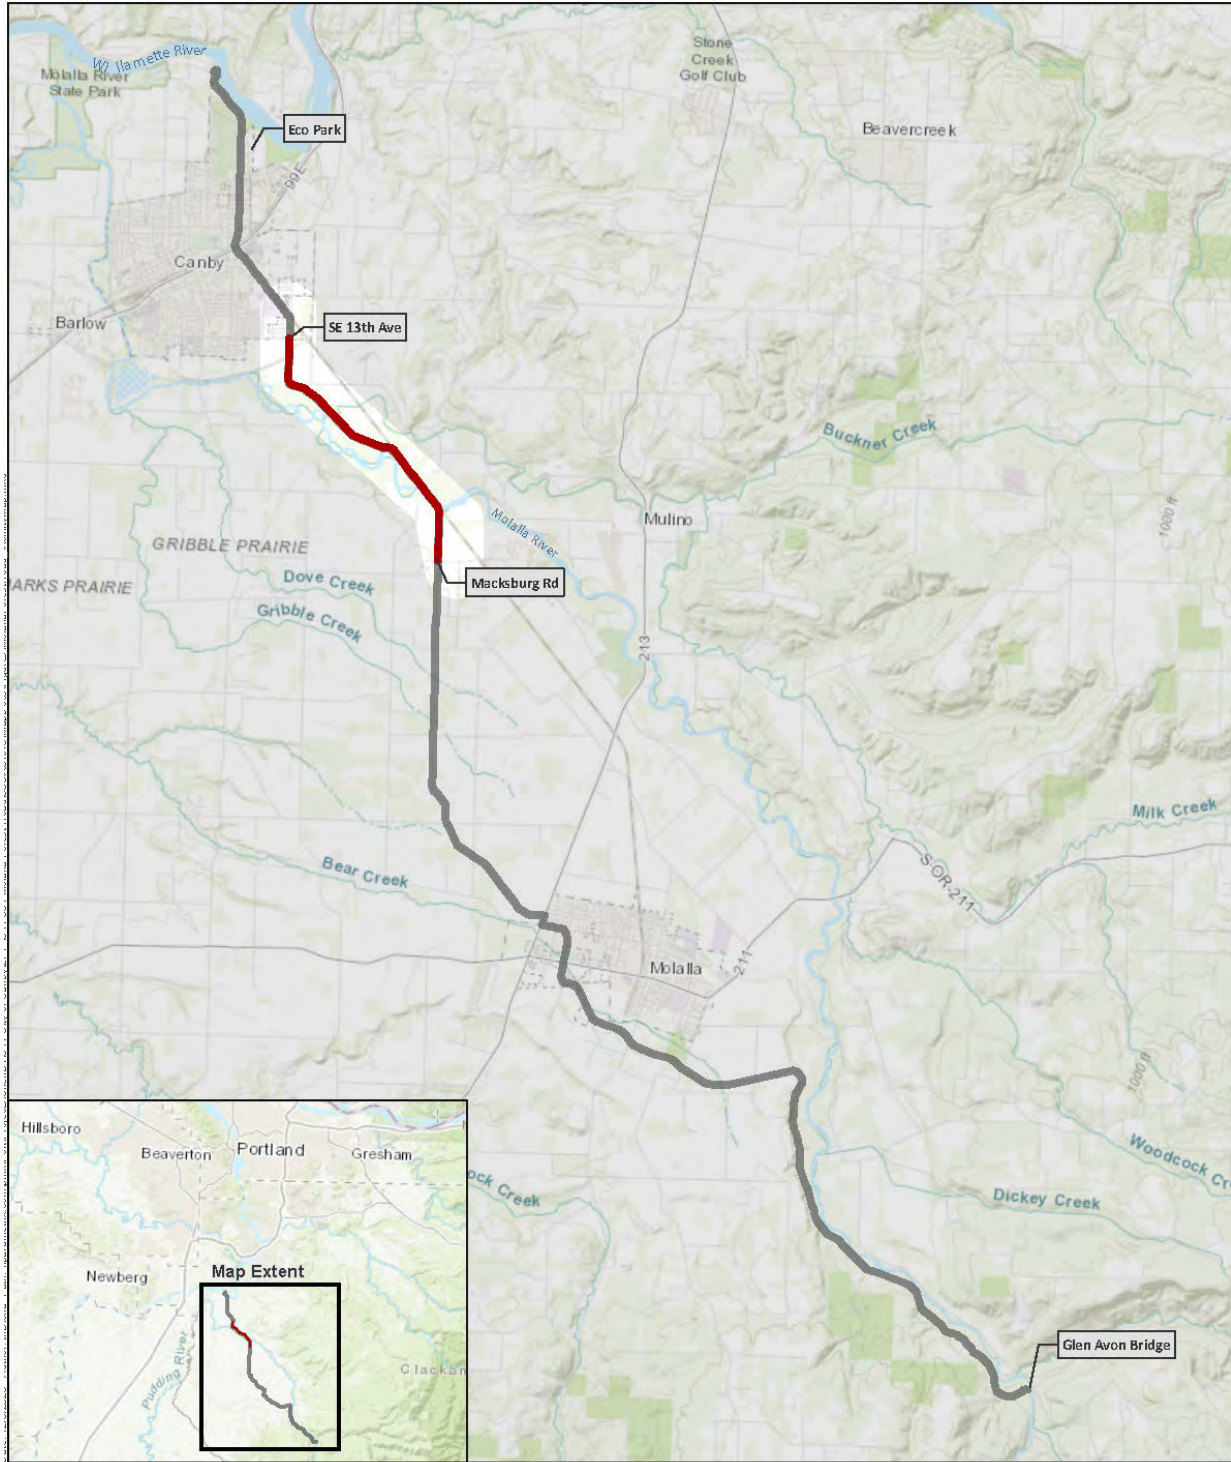 Willamette River
Molalla River
State Park
Stone
Creek
Golf Club
Eco Park
Beavercreek
99E
Canby
Barlow
SE 13th Ave
Buckner Creek
Molalla River
Mulino
1000 ft
GRIBBLE PRAIRIE
Dove Creek
Macksburg Rd
ARKS PRAIRIE
Gribble Creek
213
Milk Creek
Bear Creek
S OR-211
Molalla
211
1000 ft
Hillsboro
Beaverton
Portland
Gresham
Woodcock Cr
ock Creek
Dickey Creek
Newberg
Map Extent
Pudding River
Clackam
Glen Avon Bridge